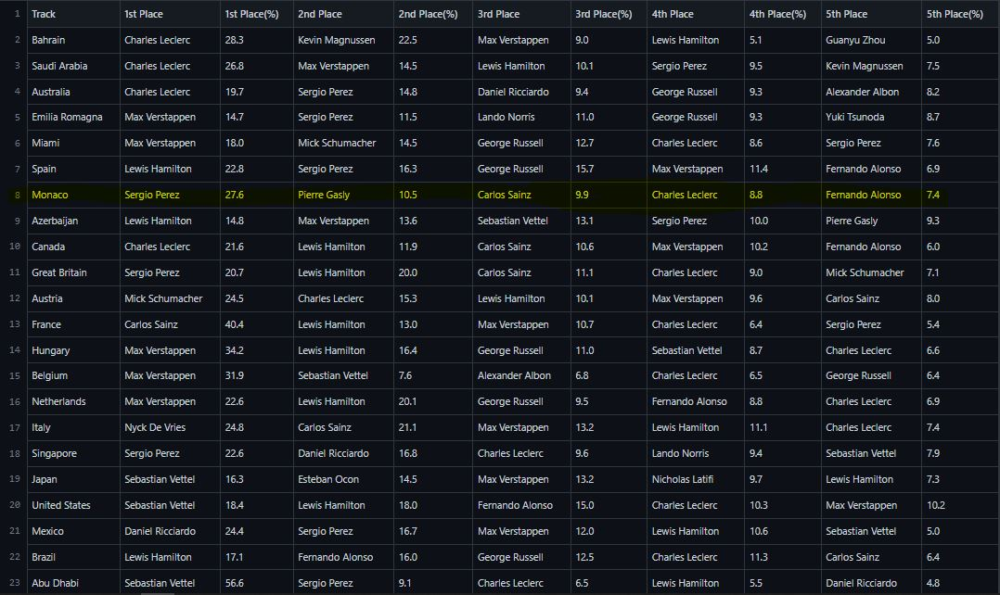 1 Track 1st Place 1st Place(%) 2nd Place 2nd Place(%) 3rd Place 3rd Place(%) 4th Place 4th Place(%) 5th Place 5th Place(%)
2 Bahrain Charles Leclerc 28.3 Kevin Magnussen 22.5 Max Verstappen 9.0 Lewis Hamilton 5.1 Guanyu Zhou 5.0
3 Saudi Arabia Charles Leclerc 26.8 Max Verstappen 14.5 Lewis Hamilton 10.1 Sergio Perez 9.5 Kevin Magnussen 7.5
4 Australia Charles Leclerc 19.7 Sergio Perez 14.8 Daniel Ricciardo 9.4 George Russell 9.3 Alexander Albon 8.2
5 Emilia Romagna Max Verstappen 14.7 Sergio Perez 11.5 Lando Norris 11.0 George Russell 9.3 Yuki Tsunoda 8.7
6 Miami Max Verstappen 18.0 Mick Schumacher 14.5 George Russell 12.7 Charles Leclerc 8.6 Sergio Perez 7.6
7 Spain Lewis Hamilton 22.8 Sergio Perez 16.3 George Russell 15.7 Max Verstappen 11.4 Fernando Alonso 6.9
8 Monaco Sergio Perez 27.6 Pierre Gasly 10.5 Carlos Sainz 9.9 Charles Leclerc 8.8 Fernando Alonso 7.4
9 Azerbaijan Lewis Hamilton 14.8 Max Verstappen 13.6 Sebastian Vettel 13.1 Sergio Perez 10.0 Pierre Gasly 9.3
10 Canada Charles Leclerc 21.6 Lewis Hamilton 11.9 Carlos Sainz 10.6 Max Verstappen 10.2 Fernando Alonso 6.0
11 Great Britain Sergio Perez 20.7 Lewis Hamilton 20.0 Carlos Sainz 11.1 Charles Leclerc 9.0 Mick Schumacher 7.1
12 Austria Mick Schumacher 24.5 Charles Leclerc 15.3 Lewis Hamilton 10.1 Max Verstappen 9.6 Carlos Sainz 8.0
13 France Carlos Sainz 40.4 Lewis Hamilton 13.0 Max Verstappen 10.7 Charles Leclerc 6.4 Sergio Perez 5.4
14 Hungary Max Verstappen 34.2 Lewis Hamilton 16.4 George Russell 11.0 Sebastian Vettel 8.7 Charles Leclerc 6.6
15 Belgium Max Verstappen 31.9 Sebastian Vettel 7.6 Alexander Albon 6.8 Charles Leclerc 6.5 George Russell 6.4
16 Netherlands Max Verstappen 22.6 Lewis Hamilton 20.1 George Russell 9.5 Fernando Alonso 8.8 Charles Leclerc 6.9
17 Italy Nyck De Vries 24.8 Carlos Sainz 21.1 Max Verstappen 13.2 Lewis Hamilton 11.1 Charles Leclerc 7.4
18 Singapore Sergio Perez 22.6 Daniel Ricciardo 16.8 Charles Leclerc 9.6 Lando Norris 9.4 Sebastian Vettel 7.9
19 Japan Sebastian Vettel 16.3 Esteban Ocon 14.5 Max Verstappen 13.2 Nicholas Latifi 9.7 Lewis Hamilton 7.3
20 United States Sebastian Vettel 18.4 Lewis Hamilton 18.0 Fernando Alonso 15.0 Charles Leclerc 10.3 Max Verstappen 10.2
21 Mexico Daniel Ricciardo 24.4 Sergio Perez 16.7 Max Verstappen 12.0 Lewis Hamilton 10.6 Sebastian Vettel 5.0
22 Brazil Lewis Hamilton 17.1 Fernando Alonso 16.0 George Russell 12.5 Charles Leclerc 11.3 Carlos Sainz 6.4
23 Abu Dhabi Sebastian Vettel 56.6 Sergio Perez 9.1 Charles Leclerc 6.5 Lewis Hamilton 5.5 Daniel Ricciardo 4.8